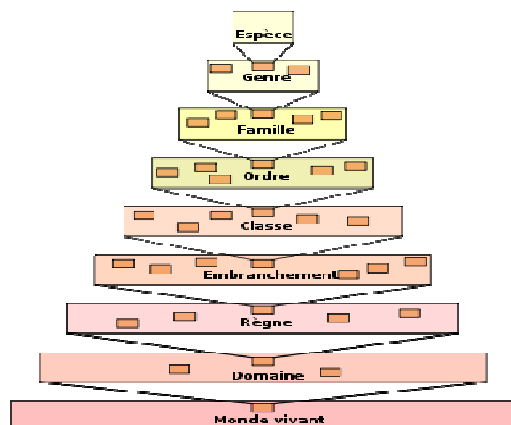 Espèce
Genre
Famille
Ordre
Classe
Embranchement
Règne
Domaine
Monde vivant